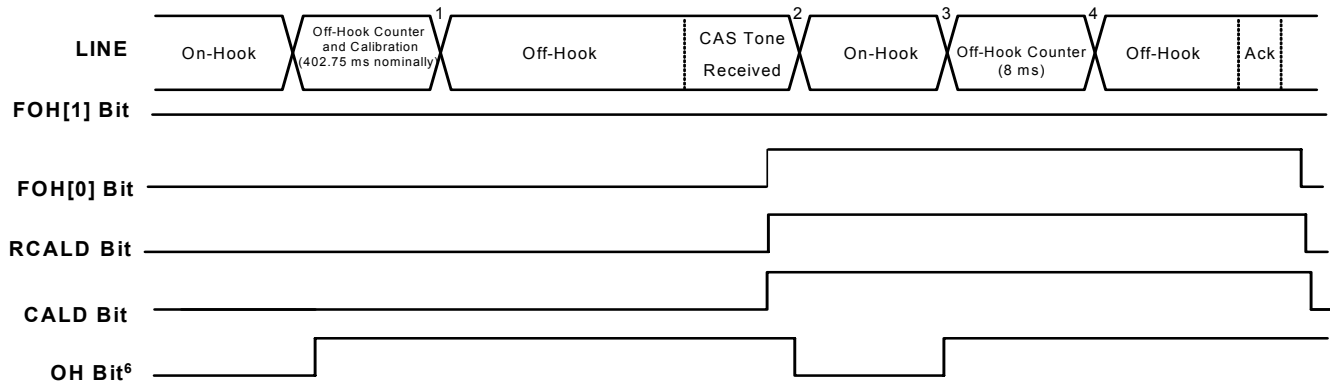 1 2 3 4
LINE
On-Hook
Off-Hook Counter
and Calibration
(402.75 ms nominally)
Off-Hook
CAS Tone
Received
On-Hook
Off-Hook Counter
(8 ms)
Off-Hook
Ack
FOH[1] Bit
FOH[0] Bit
RCALD Bit
CALD Bit
OH Bit⁶